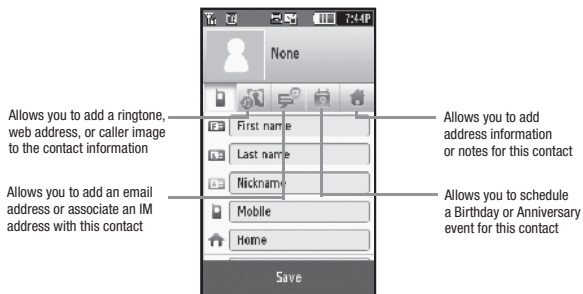 7:44P
None
Allows you to add a ringtone,
web address, or caller image
to the contact information
Allows you to add an email
address or associate an IM
address with this contact
First name
Last name
Nickname
Mobile
Home
Save
Allows you to add
address information
or notes for this contact
Allows you to schedule
a Birthday or Anniversary
event for this contact